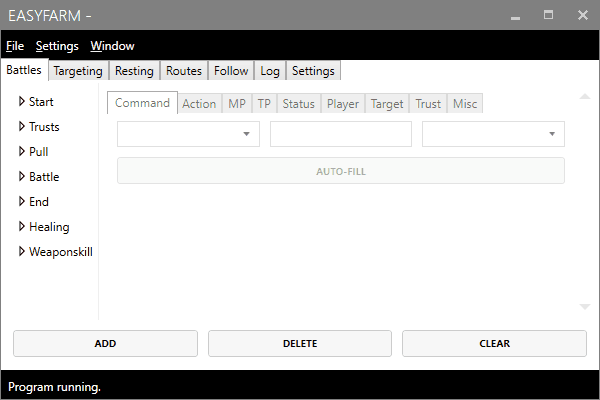 EASYFARM -
File Settings Window
Battles Targeting Resting Routes Follow Log Settings
Start
Trusts
Pull
Battle
End
Healing
Weaponskill
Command Action MP TP Status Player Target Trust Misc
AUTO-FILL
ADD DELETE CLEAR
Program running.